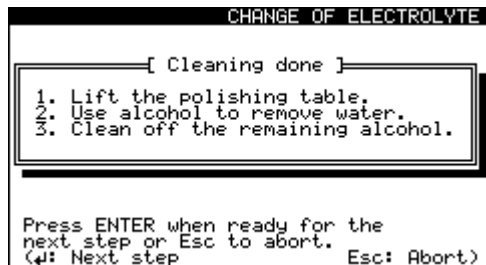 CHANGE OF ELECTROLYTE
[ Cleaning done ]
1. Lift the polishing table.
2. Use alcohol to remove water.
3. Clean off the remaining alcohol.
Press ENTER when ready for the
next step or Esc to abort.
(↲: Next step Esc: Abort)